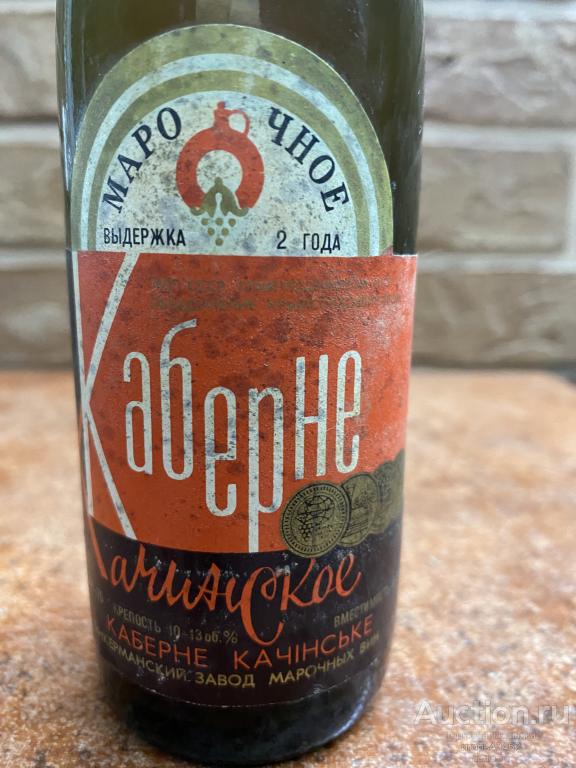 МАРОЧНОЕ
ВЫДЕРЖКА 2 ГОДА
Каберне
Качинское
КРЕПОСТЬ 10-13 об.%
КАБЕРНЕ КАЧІНСЬКЕ
ЗАВОД МАРОЧНЫХ ВИН
Auction.ru